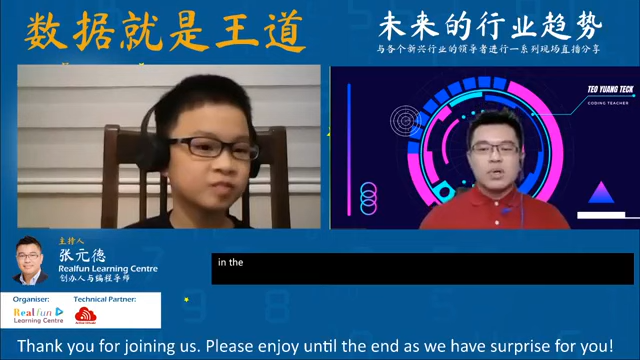 数据就是王道
未来的行业趋势
与各个新兴行业的领导者进行一系列现场直播分享
TEO YUANG TECK
CODING TEACHER
主持人
张元德
Realfun Learning Centre
创办人与编程导师
in the
Organiser:
Technical Partner:
Realfun
Learning Centre
Thank you for joining us. Please enjoy until the end as we have surprise for you!